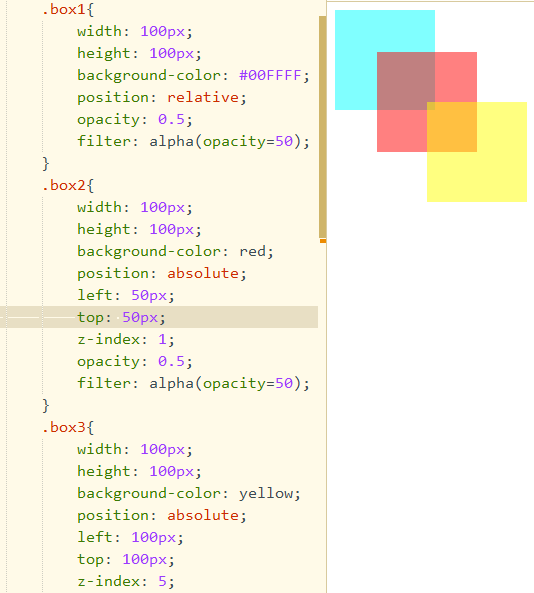 .box1{
width: 100px;
height: 100px;
background-color: #00FFFF;
position: relative;
opacity: 0.5;
filter: alpha(opacity=50);
}
.box2{
width: 100px;
height: 100px;
background-color: red;
position: absolute;
left: 50px;
top: 50px;
z-index: 1;
opacity: 0.5;
filter: alpha(opacity=50);
}
.box3{
width: 100px;
height: 100px;
background-color: yellow;
position: absolute;
left: 100px;
top: 100px;
z-index: 5;